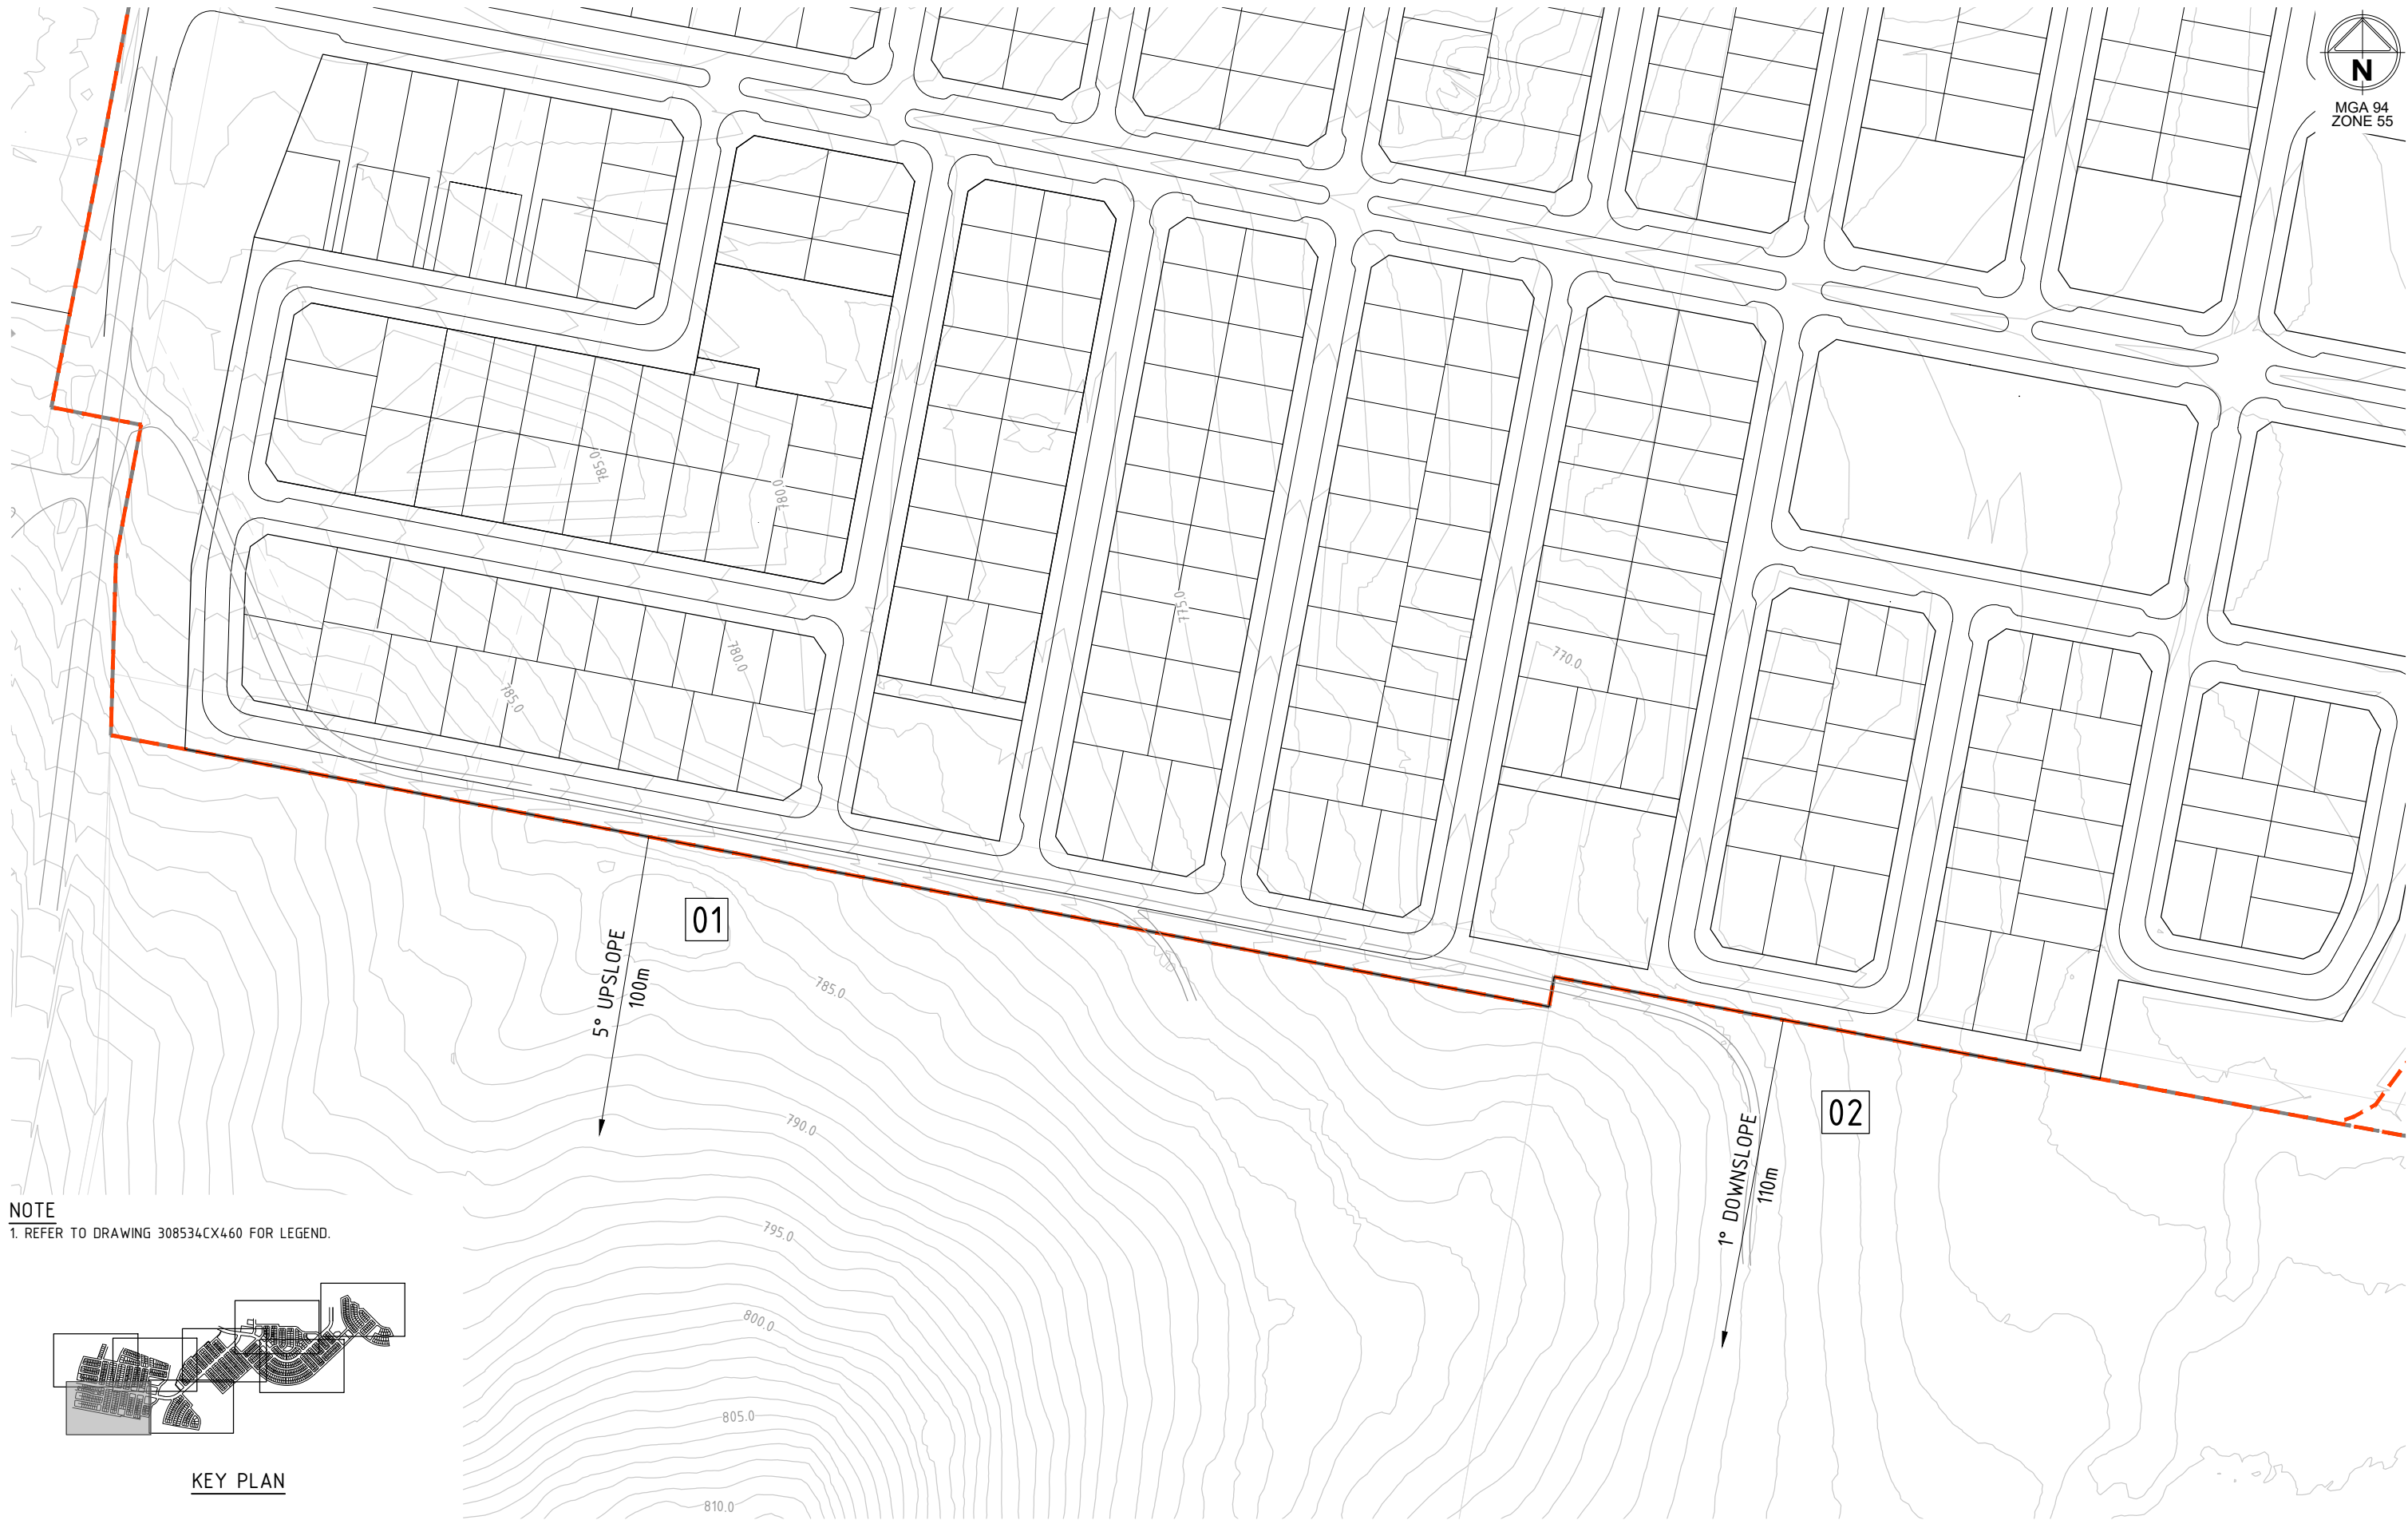 N
MGA 94
ZONE 55
785.0
780.0
775.0
780.0
770.0
785.0
01
5° UPSLOPE
100m
785.0
02
1° DOWNSLOPE
110m
790.0
NOTE
1. REFER TO DRAWING 308534CX460 FOR LEGEND.
795.0
800.0
805.0
KEY PLAN
810.0